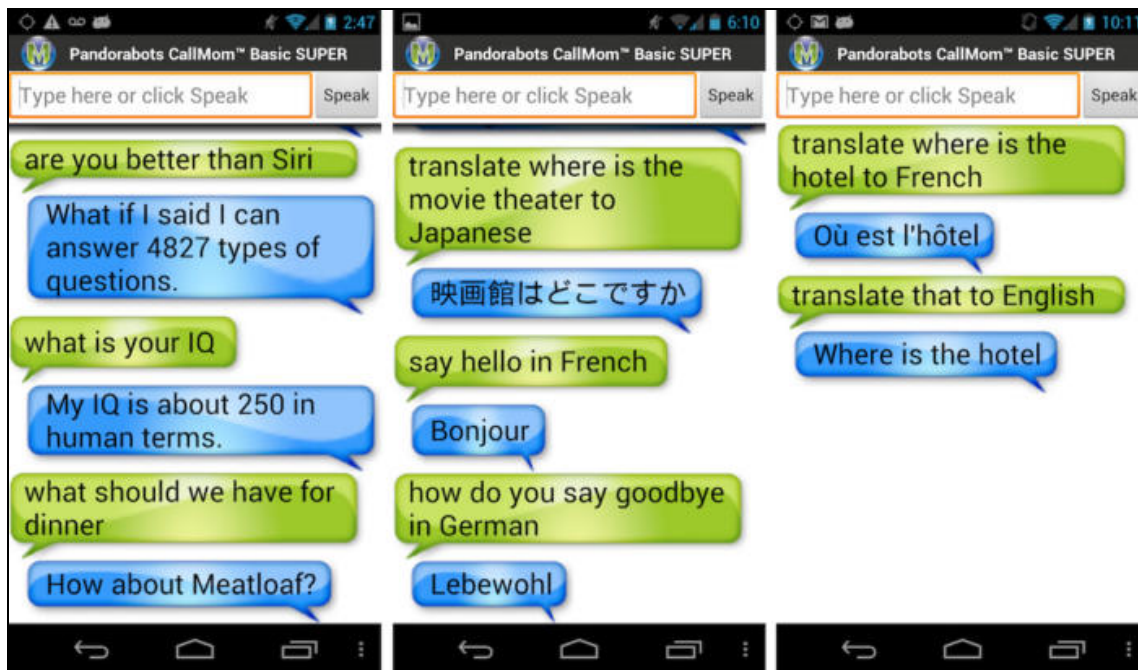 2:47
Pandorabots CallMom™ Basic SUPER
Type here or click Speak
Speak
are you better than Siri
What if I said I can
answer 4827 types of
questions.
what is your IQ
My IQ is about 250 in
human terms.
what should we have for
dinner
How about Meatloaf?
6:10
Pandorabots CallMom™ Basic SUPER
Type here or click Speak
Speak
translate where is the
movie theater to
Japanese
映画館はどこですか
say hello in French
Bonjour
how do you say goodbye
in German
Lebewohl
10:11
Pandorabots CallMom™ Basic SUPER
Type here or click Speak
Speak
translate where is the
hotel to French
Où est l'hôtel
translate that to English
Where is the hotel